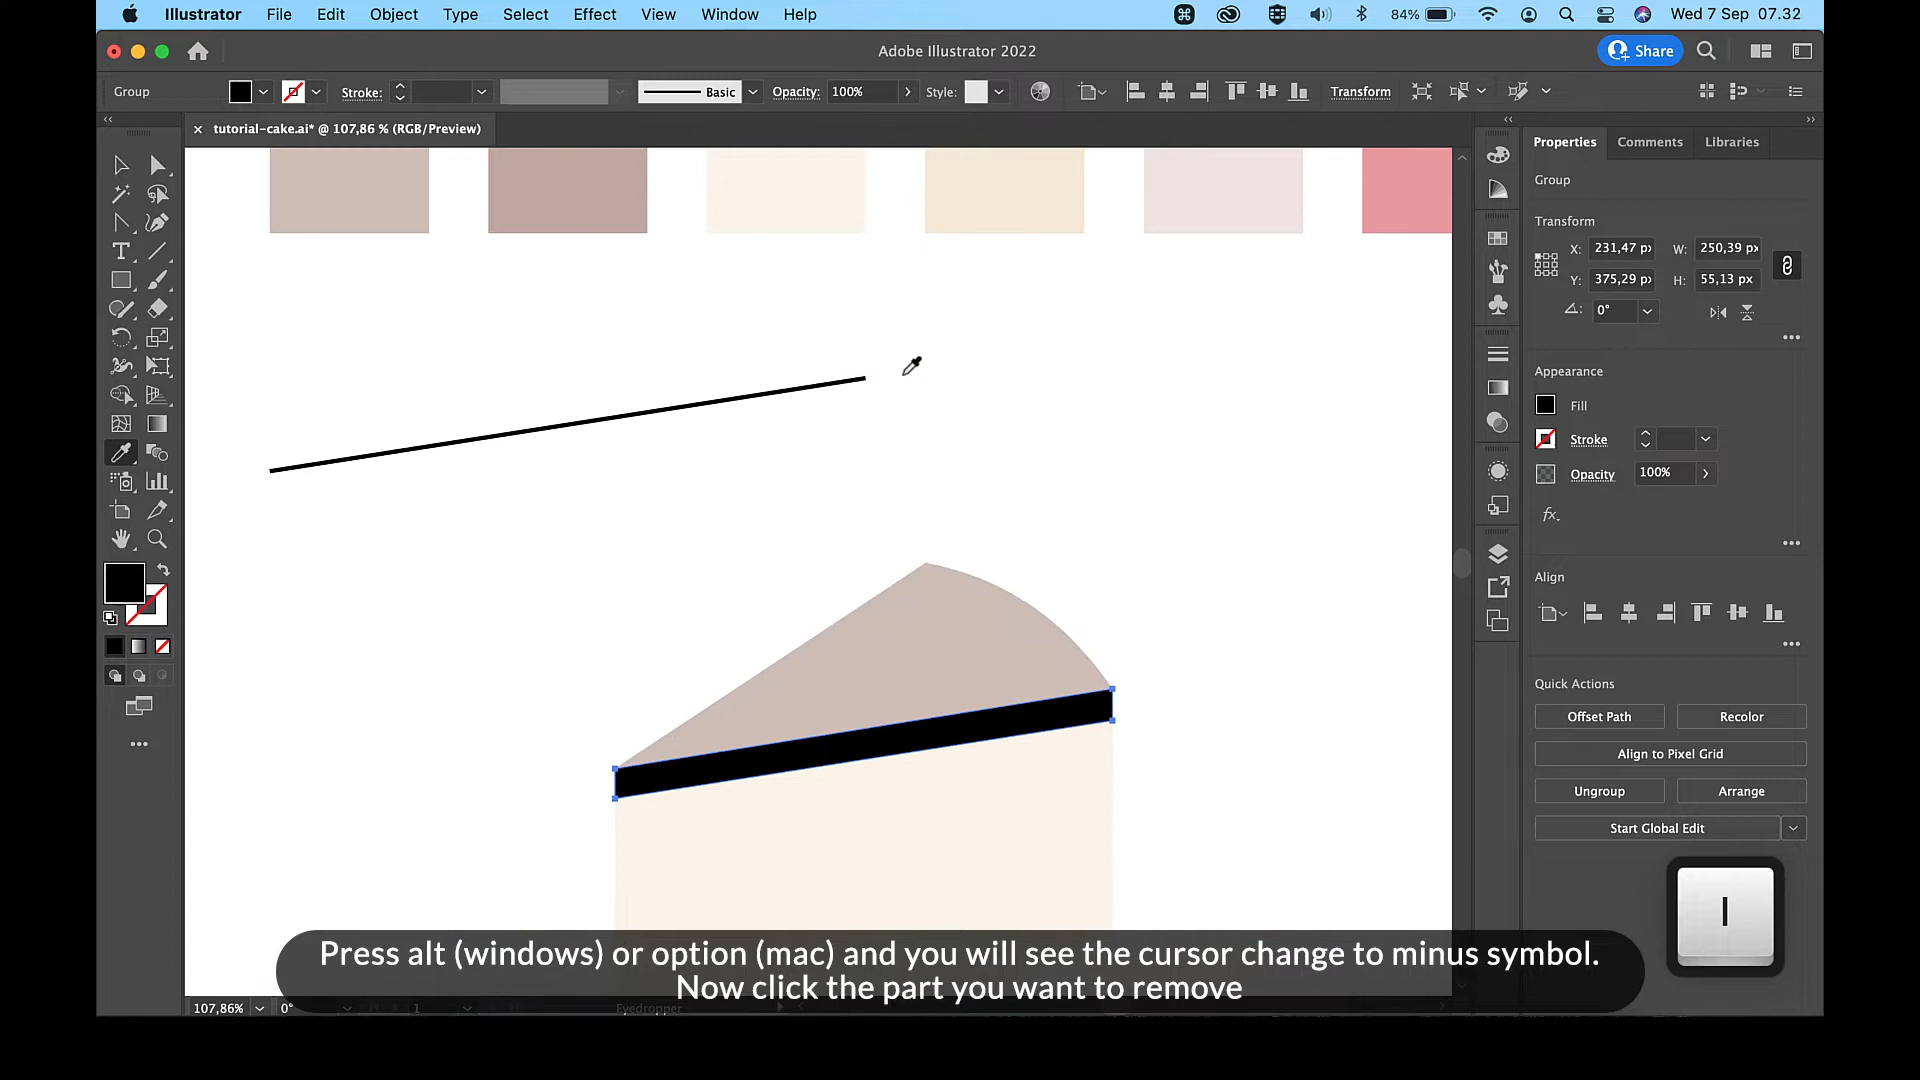 Illustrator File Edit Object Type Select Effect View Window Help 84% Wed 7 Sep 07.32
Adobe Illustrator 2022
Share
Group Stroke: Basic Opacity: 100% Style: Transform
tutorial-cake.ai* @ 107,86 % (RGB/Preview)
Properties Comments Libraries
Group
Transform
X: 231,47 px W: 250,39 px
Y: 375,29 px H: 55,13 px
0°
Appearance
Fill
Stroke
Opacity 100%
fx.
Align
Quick Actions
Offset Path Recolor
Align to Pixel Grid
Ungroup Arrange
Start Global Edit
I
Press alt (windows) or option (mac) and you will see the cursor change to minus symbol.
Now click the part you want to remove
107,86% 0° 1 Eyedropper